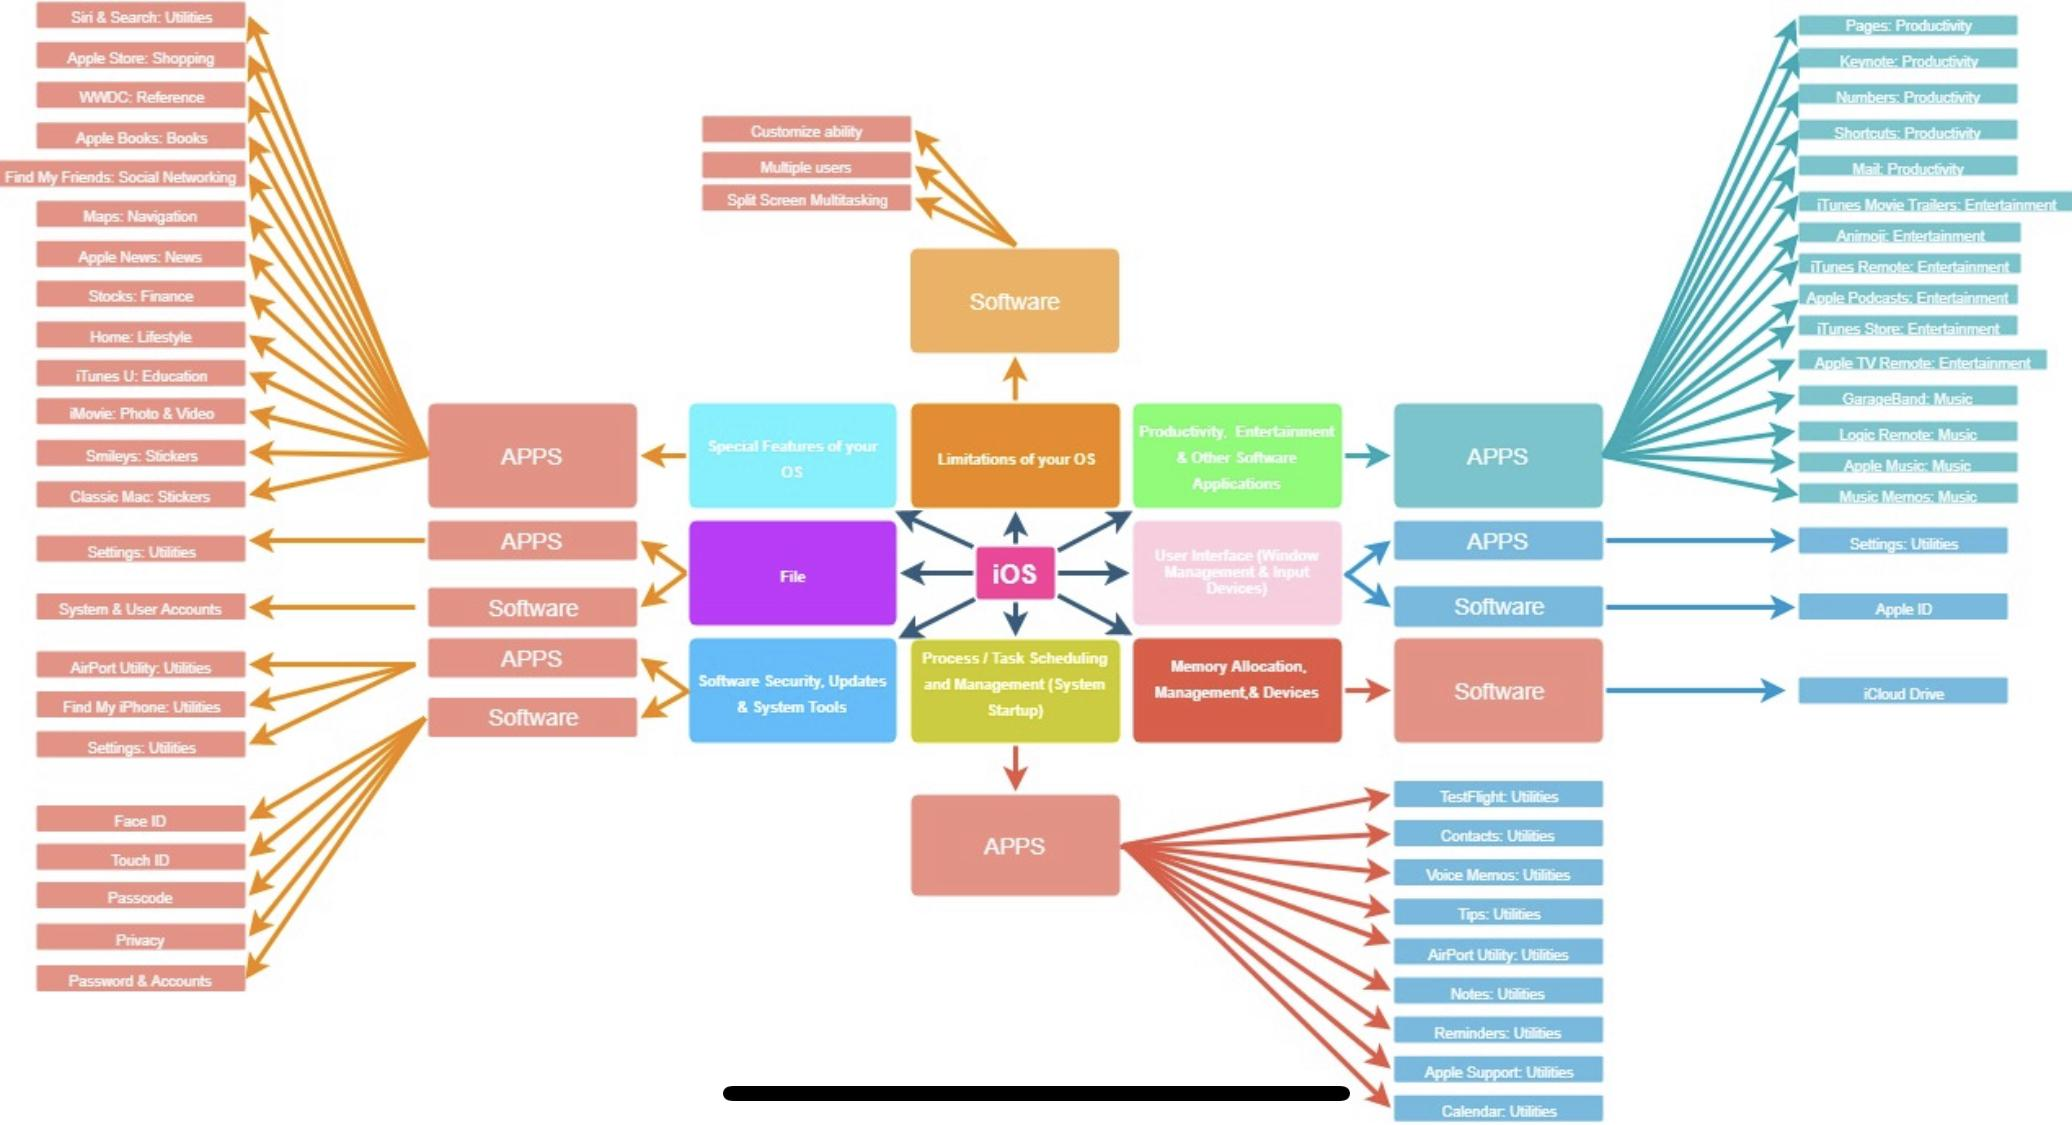 Siri & Search: Utilities
Apple Store: Shopping
WWDC: Reference
Apple Books: Books
Find My Friends: Social Networking
Maps: Navigation
Apple News: News
Stocks: Finance
Home: Lifestyle
iTunes U: Education
iMovie: Photo & Video
Smileys: Stickers
Classic Mac: Stickers
Settings: Utilities
System & User Accounts
AirPort Utility: Utilities
Find My iPhone: Utilities
Settings: Utilities
Face ID
Touch ID
Passcode
Privacy
Password & Accounts
APPS
APPS
Software
APPS
Software
Customize ability
Multiple users
Split Screen Multitasking
Software
Special Features of your
OS
Limitations of your OS
Productivity, Entertainment
& Other Software
Applications
File
iOS
User Interface (Window
Management & Input
Devices)
Software Security, Updates
& System Tools
Process / Task Scheduling
and Management (System
Startup)
Memory Allocation,
Management,& Devices
APPS
APPS
APPS
Software
Software
Pages: Productivity
Keynote: Productivity
Numbers: Productivity
Shortcuts: Productivity
Mail: Productivity
iTunes Movie Trailers: Entertainment
Animoji: Entertainment
iTunes Remote: Entertainment
Apple Podcasts: Entertainment
iTunes Store: Entertainment
Apple TV Remote: Entertainment
GarageBand: Music
Logic Remote: Music
Apple Music: Music
Music Memos: Music
Settings: Utilities
Apple ID
iCloud Drive
TestFlight: Utilities
Contacts: Utilities
Voice Memos: Utilities
Tips: Utilities
AirPort Utility: Utilities
Notes: Utilities
Reminders: Utilities
Apple Support: Utilities
Calendar: Utilities